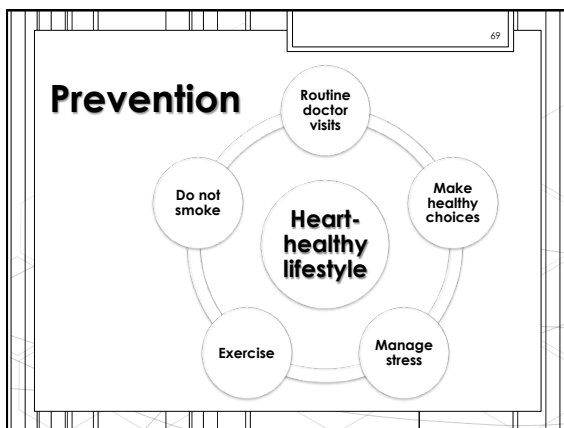 69
Prevention
Routine
doctor
visits
Make
healthy
choices
Manage
stress
Exercise
Do not
smoke
Heart-
healthy
lifestyle